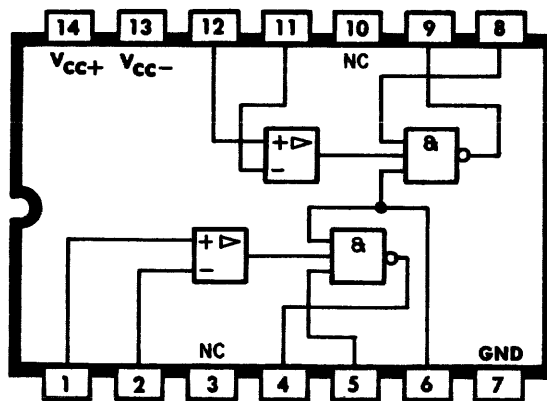 14 13 12 11 10 9 8
VCC+ VCC- NC
+ ▷ &
-
+ ▷ &
-
NC GND
1 2 3 4 5 6 7